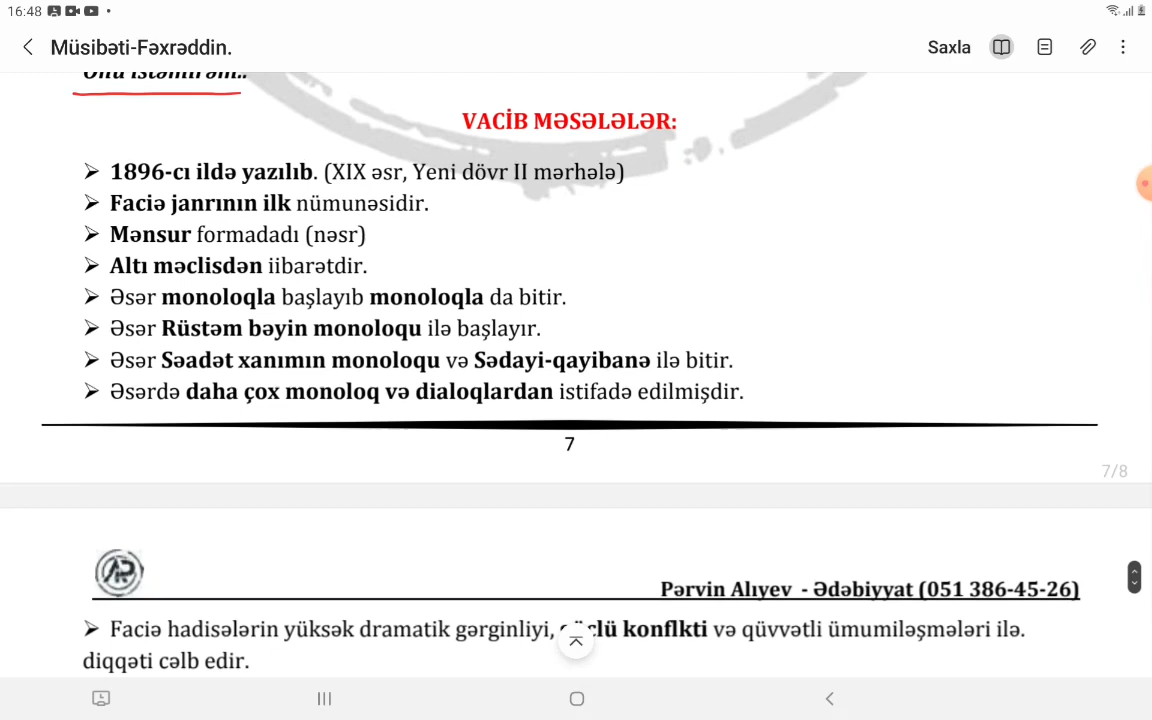 16:48
Müsibəti-Fəxrəddin.
Saxla
Onu istəmirəm..
VACİB MƏSƏLƏLƏR:
➢ 1896-cı ildə yazılıb. (XIX əsr, Yeni dövr II mərhələ)
➢ Faciə janrının ilk nümunəsidir.
➢ Mənsur formadadı (nəsr)
➢ Altı məclisdən iibarətdir.
➢ Əsər monoloqla başlayıb monoloqla da bitir.
➢ Əsər Rüstəm bəyin monoloqu ilə başlayır.
➢ Əsər Səadət xanımın monoloqu və Sədayi-qayibanə ilə bitir.
➢ Əsərdə daha çox monoloq və dialoqlardan istifadə edilmişdir.
7
7/8
AP
Pərvin Alıyev - Ədəbiyyat (051 386-45-26)
➢ Faciə hadisələrin yüksək dramatik gərginliyi, konflkti və qüvvətli ümumiləşmələri ilə.
diqqəti cəlb edir.